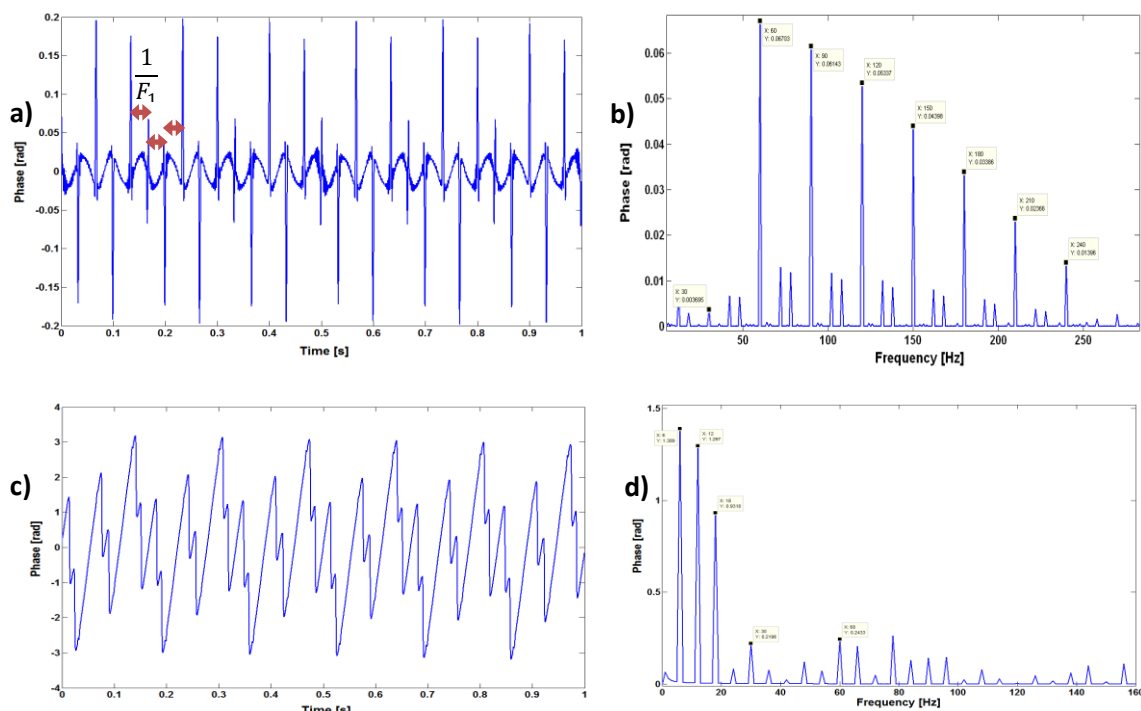 a)
0.2
0.15
0.1
0.05
0
-0.05
-0.1
-0.15
-0.2
Phase [rad]
1
F₁
0 0.1 0.2 0.3 0.4 0.5 0.6 0.7 0.8 0.9 1
Time [s]
b)
0.06
0.05
0.04
0.03
0.02
0.01
0
Phase [rad]
X: 30
Y: 0.003695
X: 60
Y: 0.06703
X: 90
Y: 0.06143
X: 120
Y: 0.05337
X: 150
Y: 0.04398
X: 180
Y: 0.03386
X: 210
Y: 0.02366
X: 240
Y: 0.01396
50 100 150 200 250
Frequency [Hz]
c)
4
3
2
1
0
-1
-2
-3
-4
Phase [rad]
0 0.1 0.2 0.3 0.4 0.5 0.6 0.7 0.8 0.9 1
Time [s]
d)
1.5
1
0.5
0
Phase [rad]
X: 6
X: 12
Y: 1.297
X: 18
X: 30
X: 60
Y: 0.2433
0 20 40 60 80 100 120 140 160
Frequency [Hz]